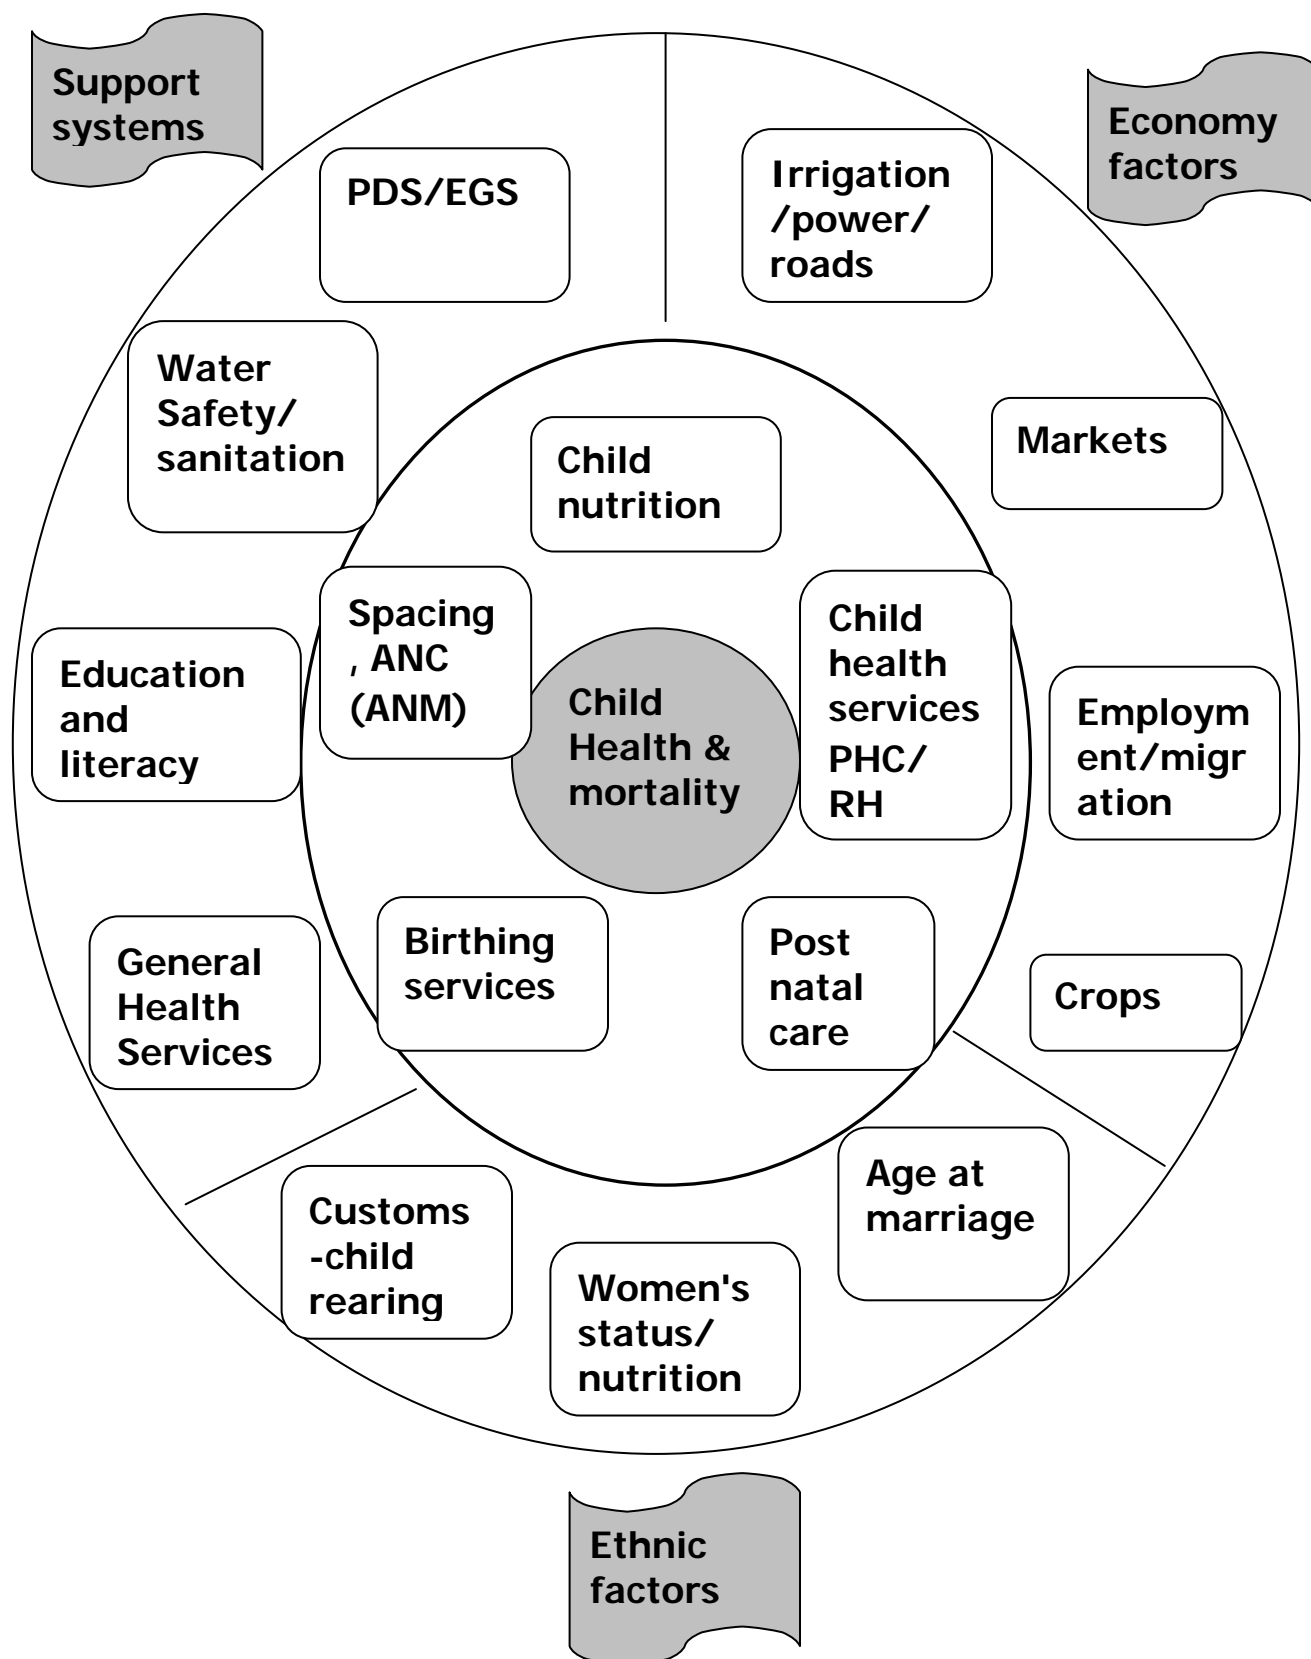 Support
systems
Economy
factors
PDS/EGS
Irrigation
/power/
roads
Water
Safety/
sanitation
Child
nutrition
Markets
Spacing
, ANC
(ANM)
Child
health
services
PHC/
RH
Education
and
literacy
Child
Health &
mortality
Employm
ent/migr
ation
General
Health
Services
Birthing
services
Post
natal
care
Crops
Customs
-child
rearing
Women's
status/
nutrition
Age at
marriage
Ethnic
factors